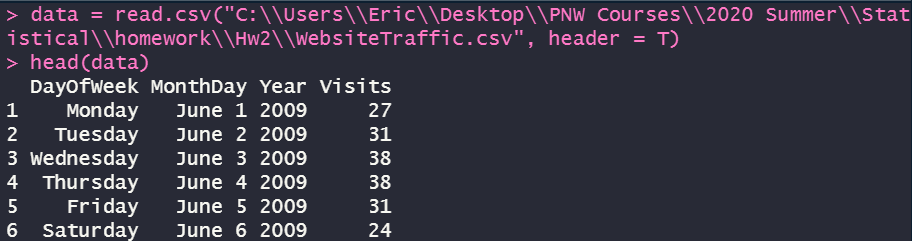 > data = read.csv("C:\\Users\\Eric\\Desktop\\PNW Courses\\2020 Summer\\Stat
istical\\homework\\Hw2\\WebsiteTraffic.csv", header = T)
> head(data)
  DayOfWeek MonthDay Year Visits
1    Monday   June 1 2009     27
2   Tuesday   June 2 2009     31
3 Wednesday   June 3 2009     38
4  Thursday   June 4 2009     38
5    Friday   June 5 2009     31
6  Saturday   June 6 2009     24